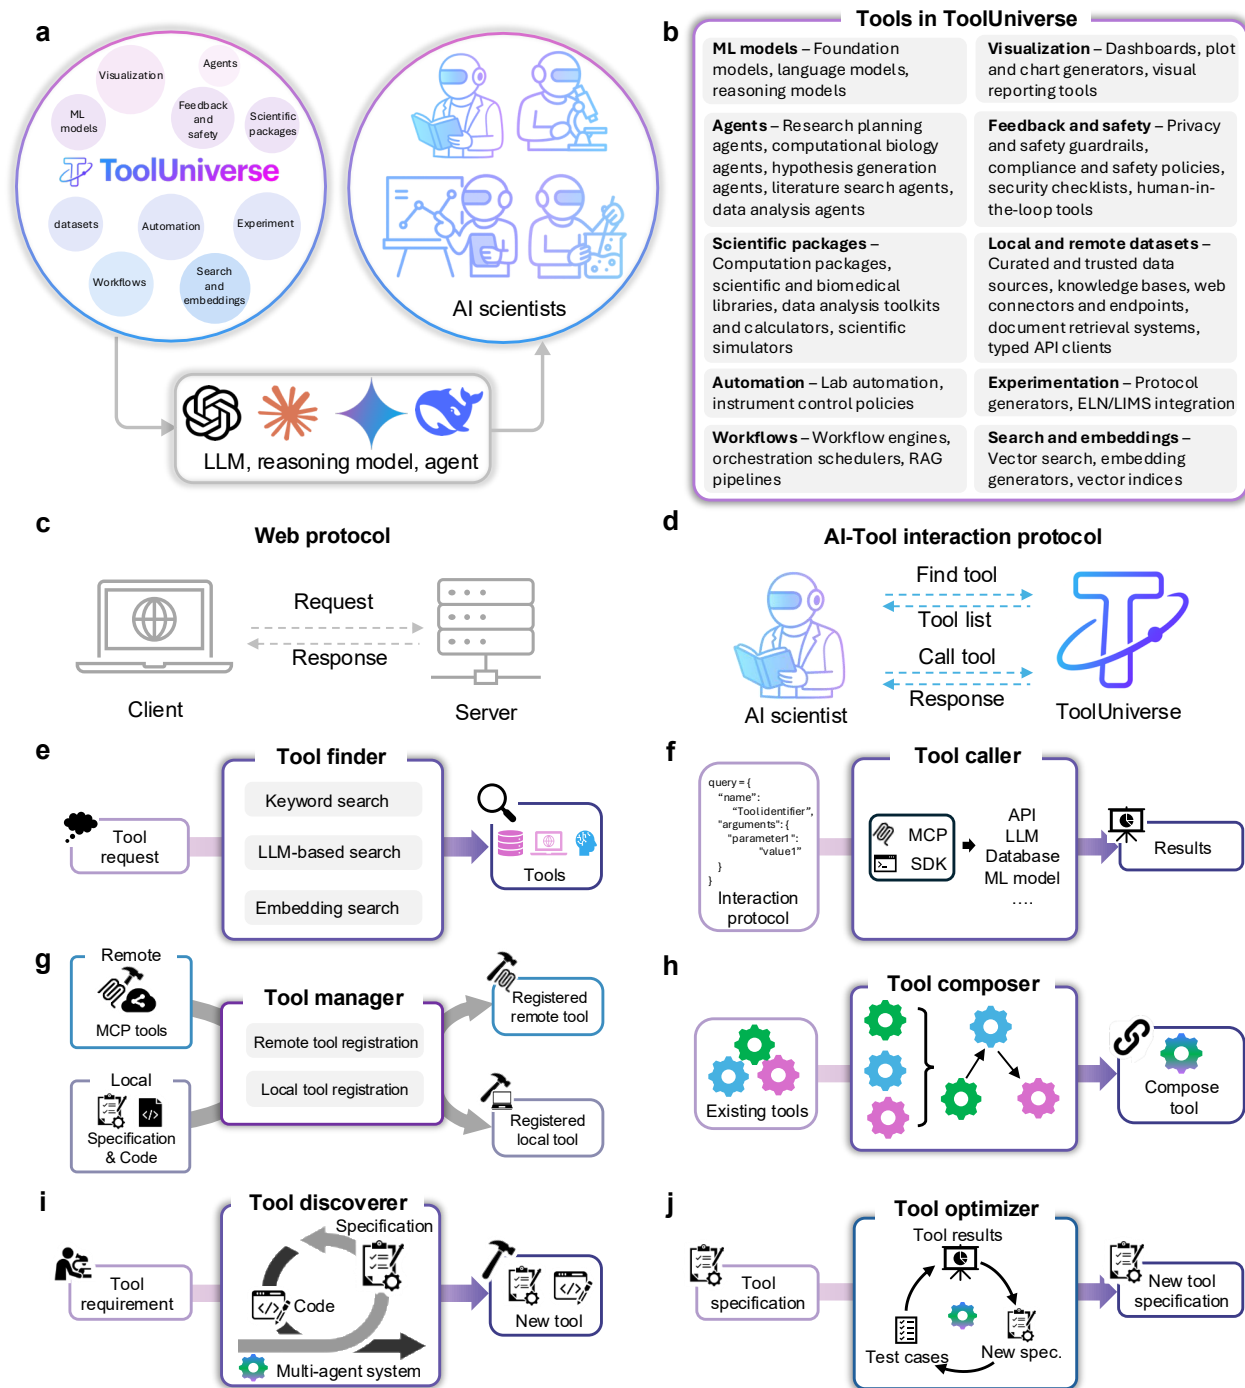 a
Visualization
Agents
ML
models
Feedback
and
safety
Scientific
packages
ToolUniverse
datasets
Automation
Experiment
Workflows
Search
and
embeddings
AI scientists
LLM, reasoning model, agent
b
Tools in ToolUniverse
ML models – Foundation
models, language models,
reasoning models
Visualization – Dashboards, plot
and chart generators, visual
reporting tools
Agents – Research planning
agents, computational biology
agents, hypothesis generation
agents, literature search agents,
data analysis agents
Feedback and safety – Privacy
and safety guardrails,
compliance and safety policies,
security checklists, human-in-
the-loop tools
Scientific packages –
Computation packages,
scientific and biomedical
libraries, data analysis toolkits
and calculators, scientific
simulators
Local and remote datasets –
Curated and trusted data
sources, knowledge bases, web
connectors and endpoints,
document retrieval systems,
typed API clients
Automation – Lab automation,
instrument control policies
Experimentation – Protocol
generators, ELN/LIMS integration
Workflows – Workflow engines,
orchestration schedulers, RAG
pipelines
Search and embeddings –
Vector search, embedding
generators, vector indices
c
Web protocol
Request
Response
Client
Server
d
AI-Tool interaction protocol
Find tool
Tool list
Call tool
Response
AI scientist
ToolUniverse
e
Tool finder
Tool
request
Keyword search
LLM-based search
Embedding search
Tools
f
Tool caller
query = {
"name":
"Tool identifier",
"arguments": {
"parameter1":
"value1"
}
}
Interaction
protocol
MCP
SDK
API
LLM
Database
ML model
....
Results
g
Remote
MCP tools
Local
Specification
& Code
Tool manager
Remote tool registration
Local tool registration
Registered
remote tool
Registered
local tool
h
Tool composer
Existing tools
Compose
tool
i
Tool discoverer
Tool
requirement
Specification
Code
Multi-agent system
New tool
j
Tool optimizer
Tool
specification
Tool results
Test cases
New spec.
New tool
specification